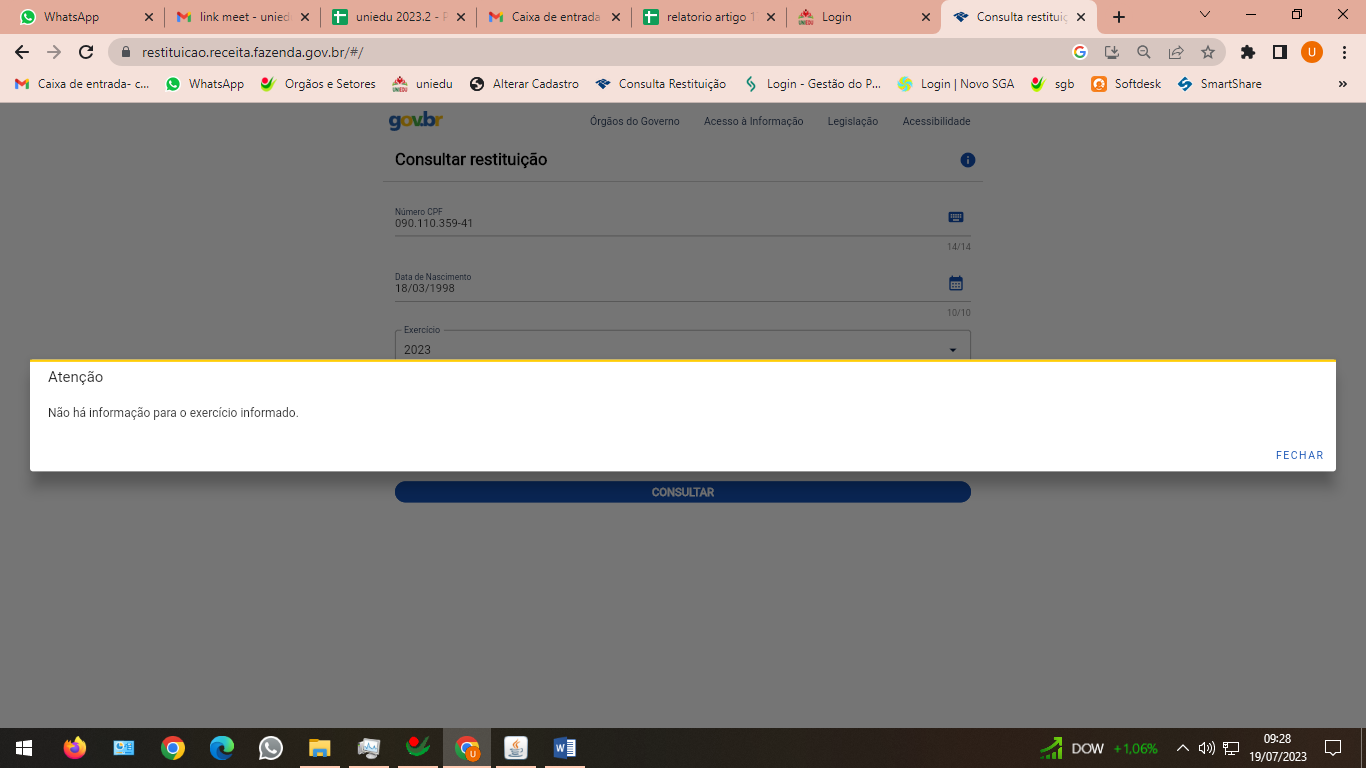 WhatsApp
link meet - unied
uniedu 2023.2 - P
Caixa de entrada
relatorio artigo 1
Login
Consulta restituiç
restituicao.receita.fazenda.gov.br/#/
U
Caixa de entrada- c...
WhatsApp
Orgãos e Setores
uniedu
Alterar Cadastro
Consulta Restituição
Login - Gestão do P...
Login | Novo SGA
sgb
Softdesk
SmartShare
»
gov.br
Órgãos do Governo
Acesso à Informação
Legislação
Acessibilidade
Consultar restituição
Número CPF
090.110.359-41
14/14
Data de Nascimento
18/03/1998
10/10
Exercício
2023
Atenção
Não há informação para o exercício informado.
FECHAR
CONSULTAR
DOW +1,06%
09:28
19/07/2023